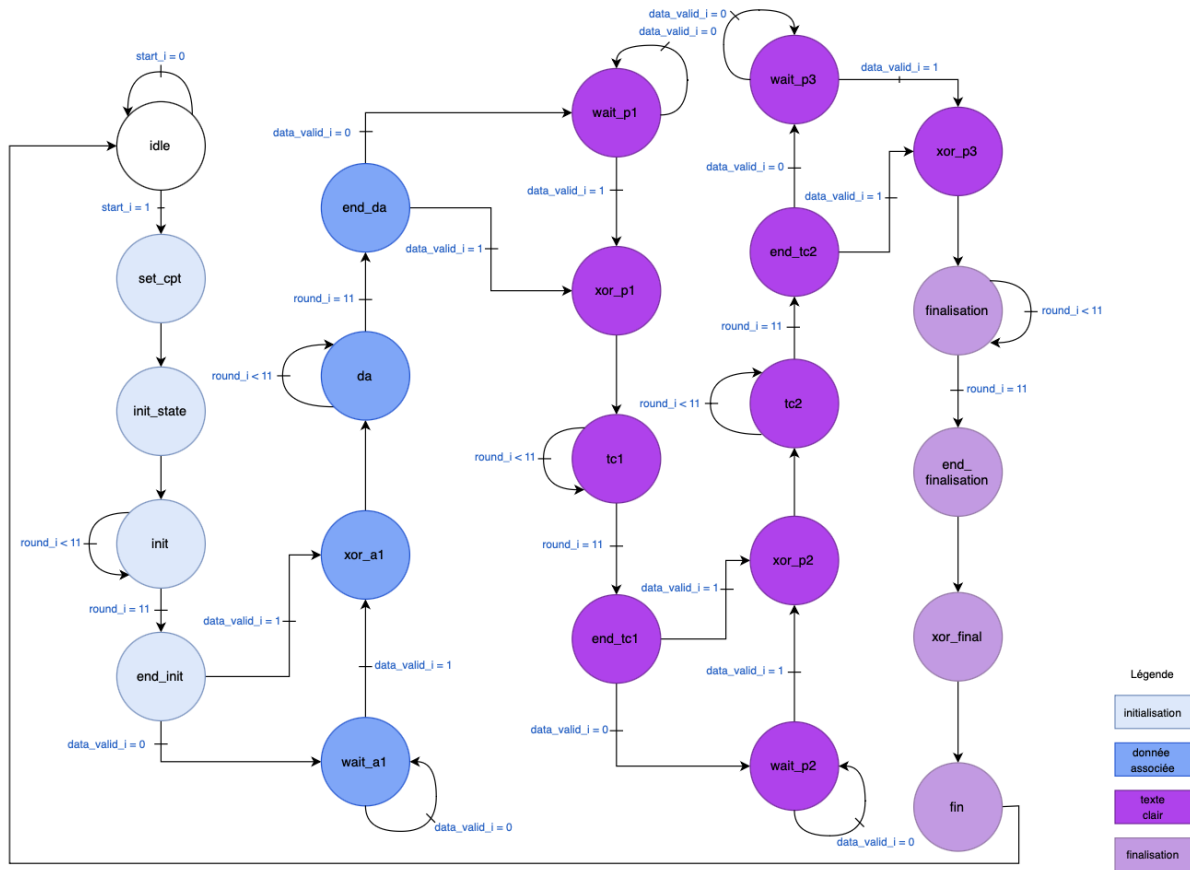 start_i = 0
idle
start_i = 1
set_cpt
init_state
init
round_i < 11
round_i = 11
end_init
data_valid_i = 1
data_valid_i = 0
wait_a1
data_valid_i = 0
data_valid_i = 1
xor_a1
da
round_i < 11
round_i = 11
end_da
data_valid_i = 0
data_valid_i = 1
wait_p1
data_valid_i = 0
data_valid_i = 1
xor_p1
tc1
round_i < 11
round_i = 11
end_tc1
data_valid_i = 1
data_valid_i = 0
wait_p2
data_valid_i = 0
data_valid_i = 1
xor_p2
tc2
round_i < 11
round_i = 11
end_tc2
data_valid_i = 0
data_valid_i = 1
wait_p3
data_valid_i = 0
data_valid_i = 1
xor_p3
finalisation
round_i < 11
round_i = 11
end_
finalisation
xor_final
fin
Légende
initialisation
donnée
associée
texte
clair
finalisation